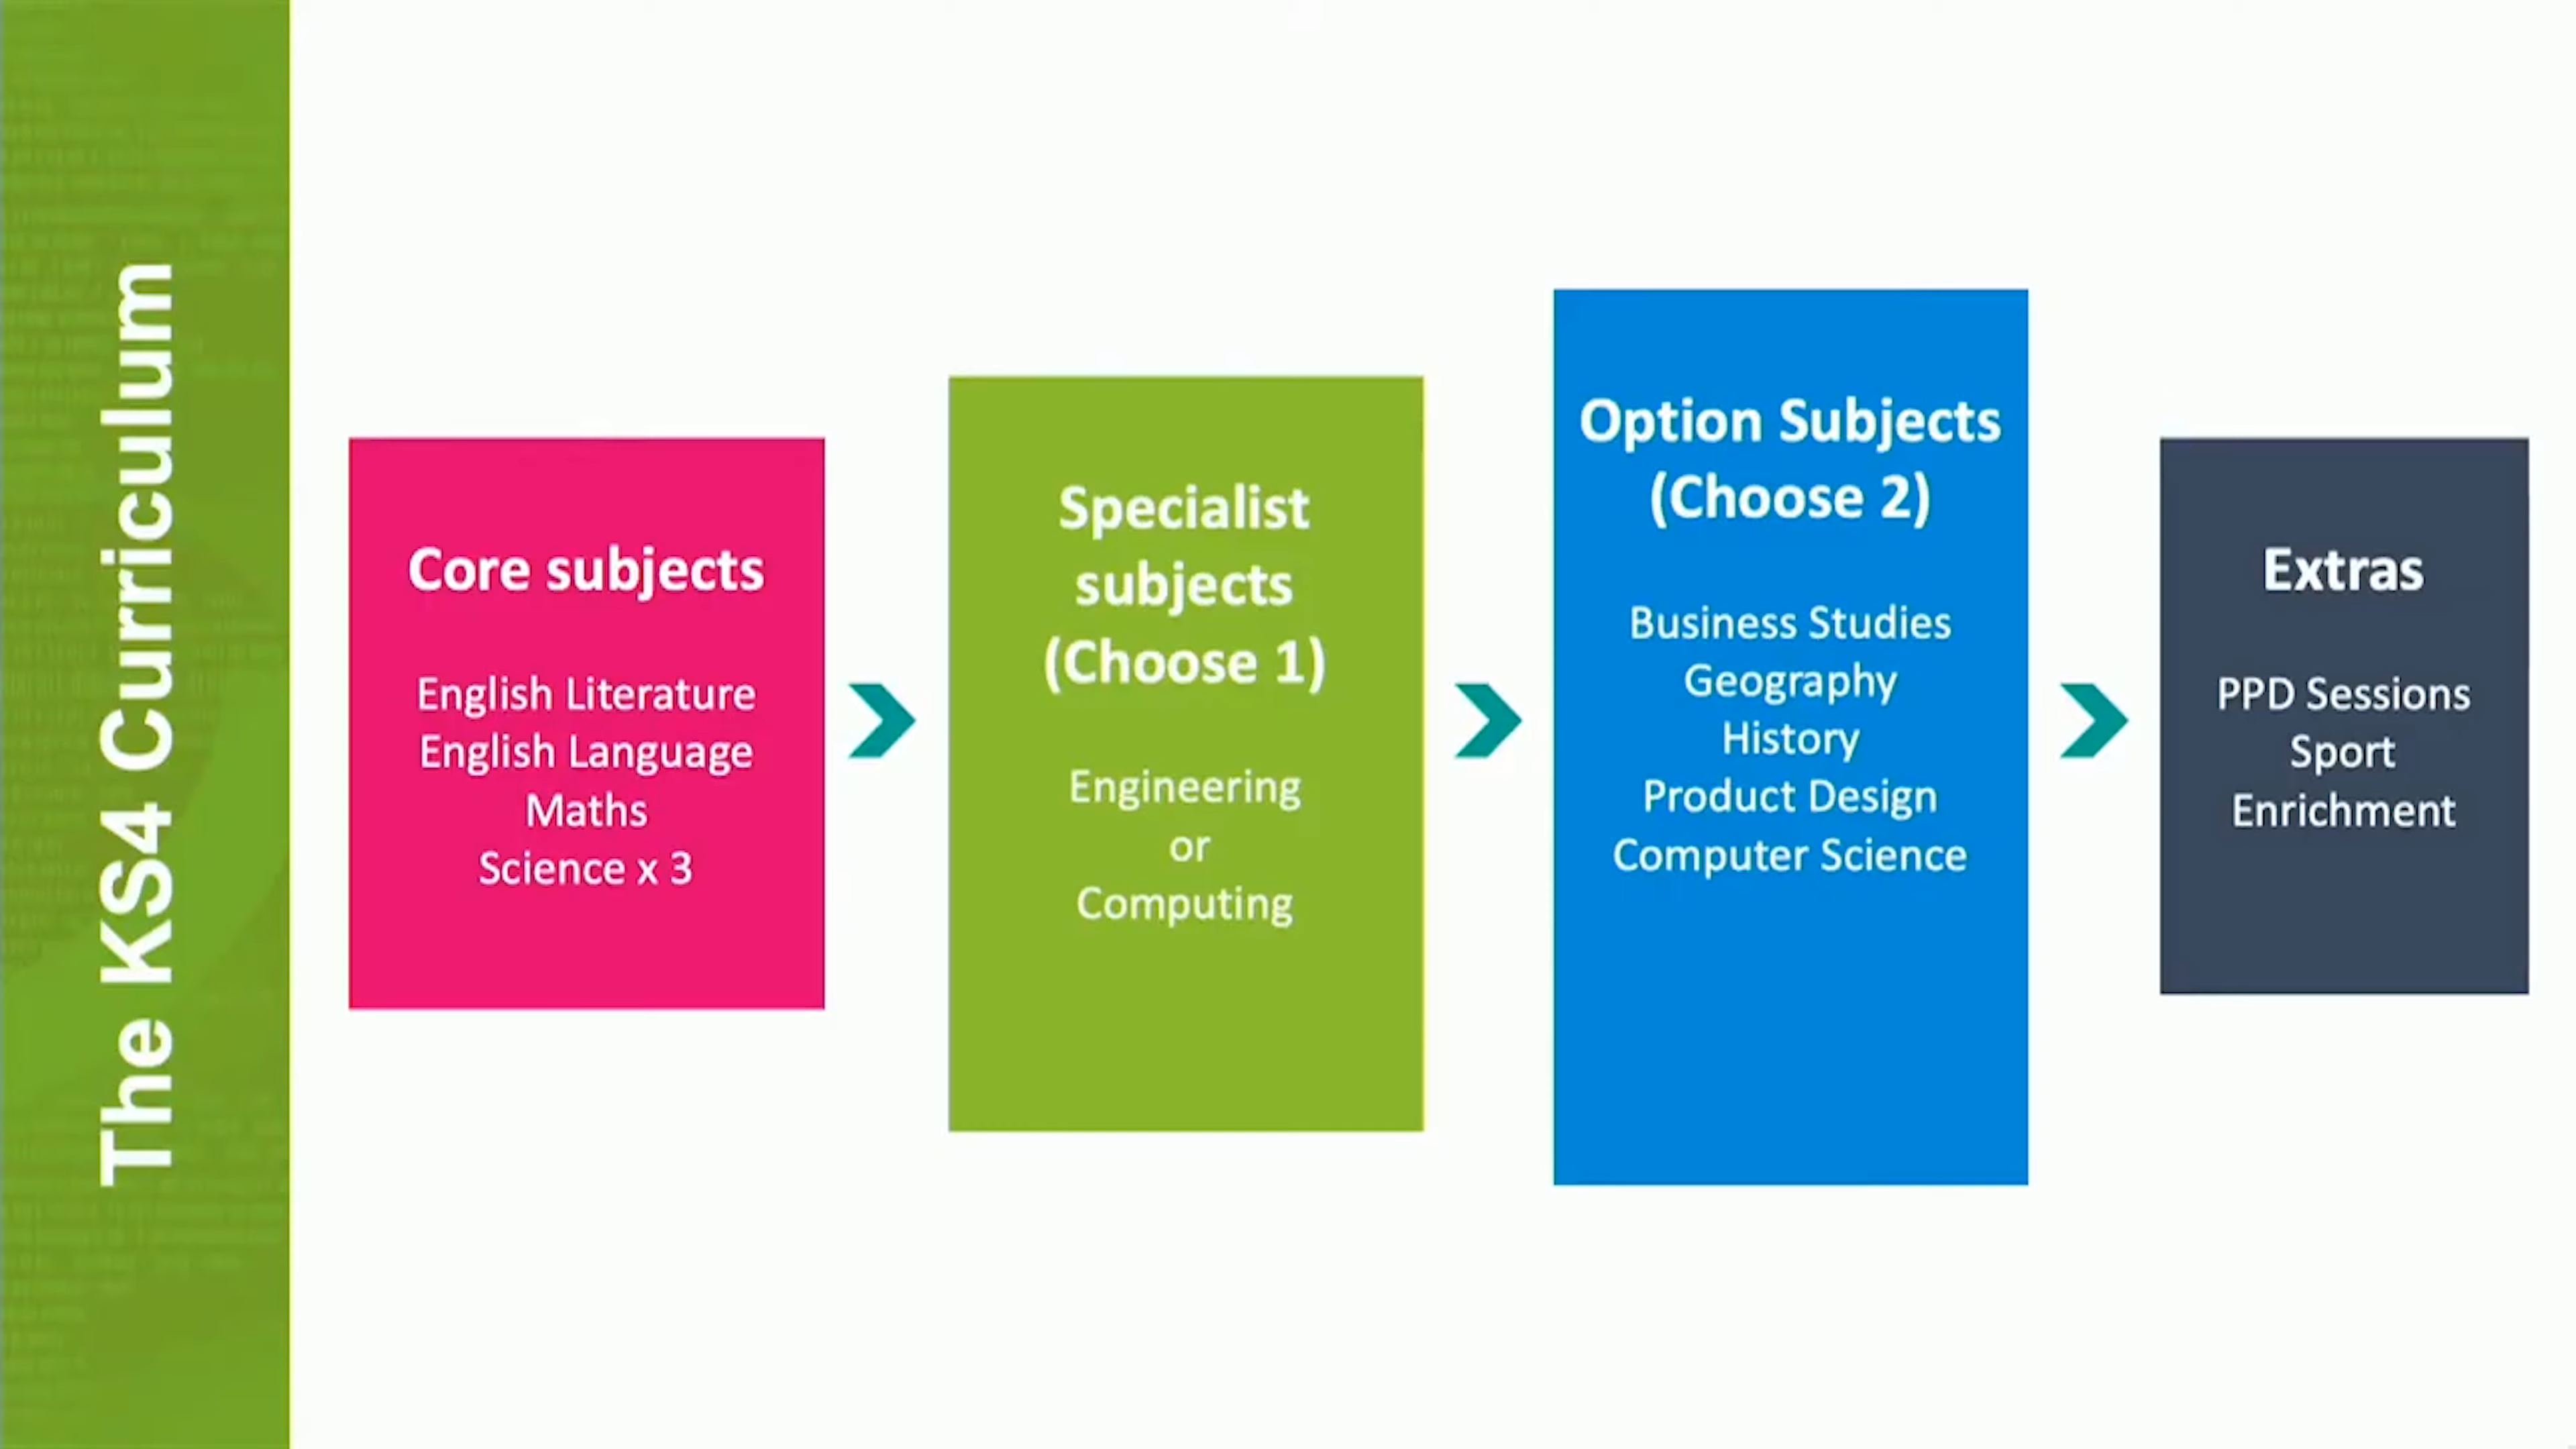 The KS4 Curriculum
Core subjects
English Literature
English Language
Maths
Science x 3
Specialist
subjects
(Choose 1)
Engineering
or
Computing
Option Subjects
(Choose 2)
Business Studies
Geography
History
Product Design
Computer Science
Extras
PPD Sessions
Sport
Enrichment